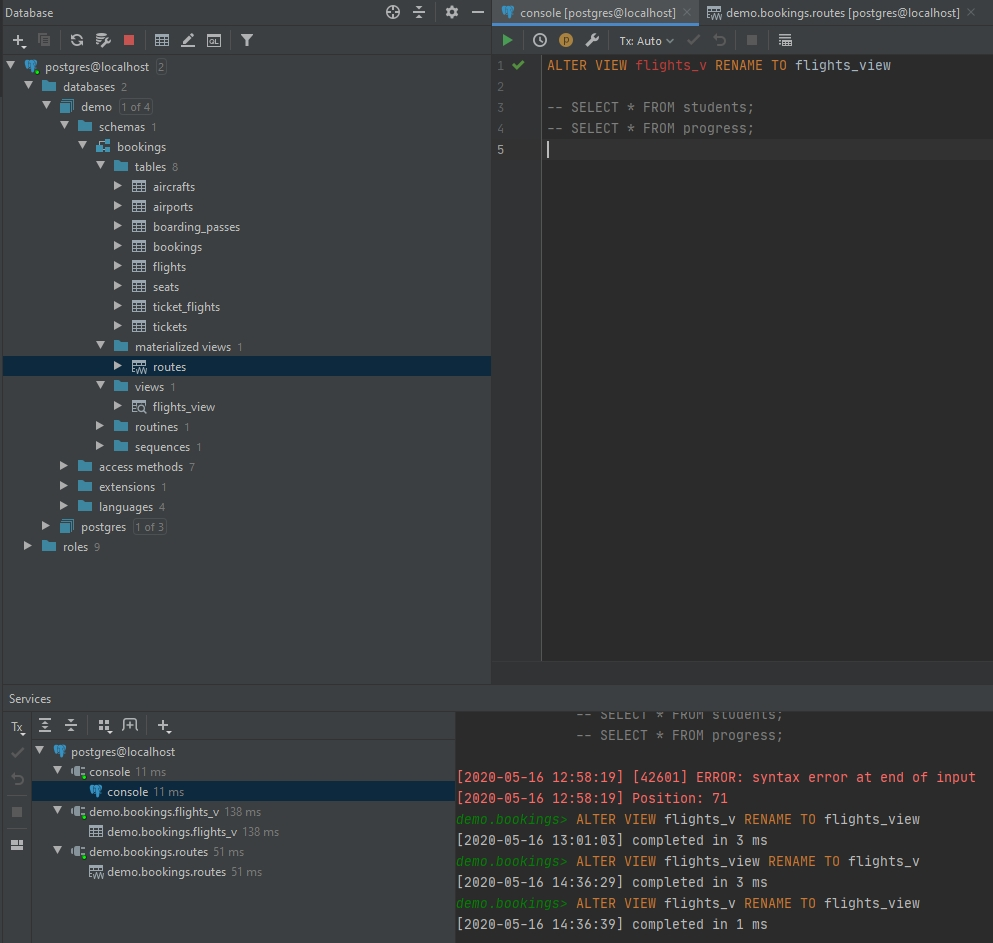 Database
postgres@localhost 2
databases 2
demo 1 of 4
schemas 1
bookings
tables 8
aircrafts
airports
boarding_passes
bookings
flights
seats
ticket_flights
tickets
materialized views 1
routes
views 1
flights_view
routines 1
sequences 1
access methods 7
extensions 1
languages 4
postgres 1 of 3
roles 9
console [postgres@localhost]
demo.bookings.routes [postgres@localhost]
Tx: Auto
1 ALTER VIEW flights_v RENAME TO flights_view
2
3 -- SELECT * FROM students;
4 -- SELECT * FROM progress;
5
Services
Tx
postgres@localhost
console 11 ms
console 11 ms
demo.bookings.flights_v 138 ms
demo.bookings.flights_v 138 ms
demo.bookings.routes 51 ms
demo.bookings.routes 51 ms
-- SELECT * FROM students;
-- SELECT * FROM progress;
[2020-05-16 12:58:19] [42601] ERROR: syntax error at end of input
[2020-05-16 12:58:19] Position: 71
demo.bookings> ALTER VIEW flights_v RENAME TO flights_view
[2020-05-16 13:01:03] completed in 3 ms
demo.bookings> ALTER VIEW flights_view RENAME TO flights_v
[2020-05-16 14:36:29] completed in 3 ms
demo.bookings> ALTER VIEW flights_v RENAME TO flights_view
[2020-05-16 14:36:39] completed in 1 ms